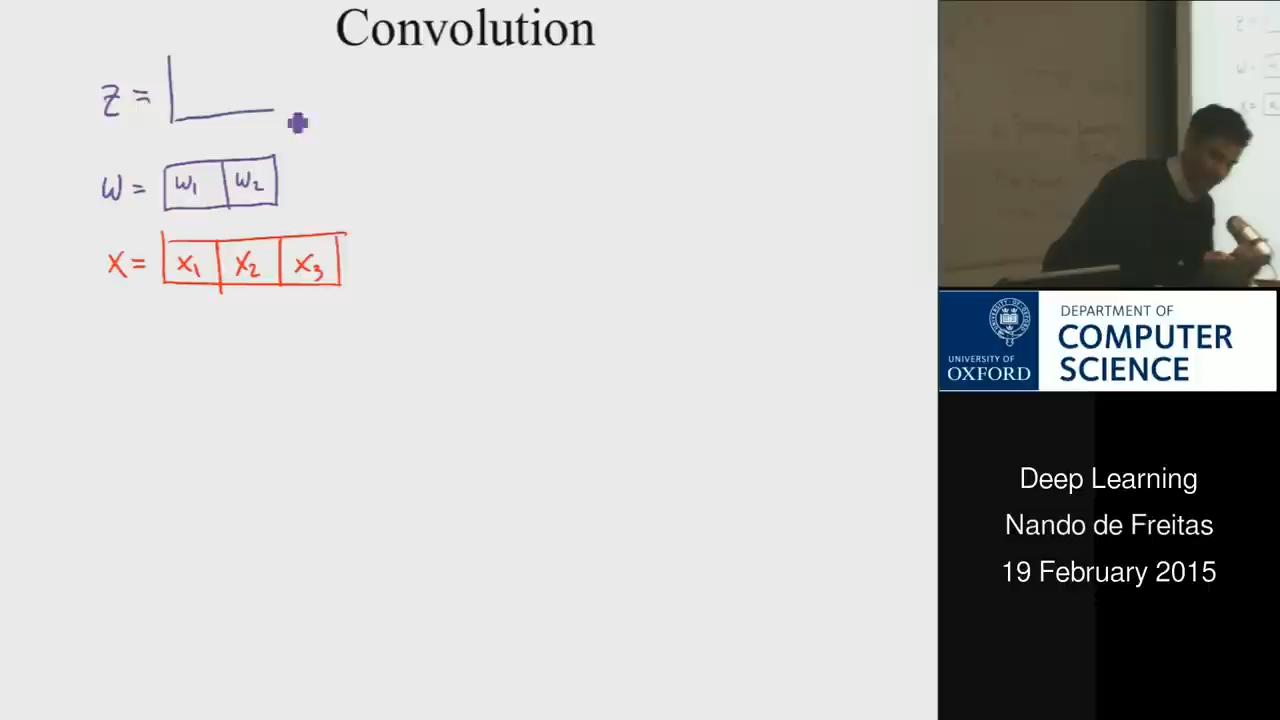 Convolution
Z =
W = W1 W2
X = X1 X2 X3
UNIVERSITY OF
OXFORD
DEPARTMENT OF
COMPUTER
SCIENCE
Deep Learning
Nando de Freitas
19 February 2015